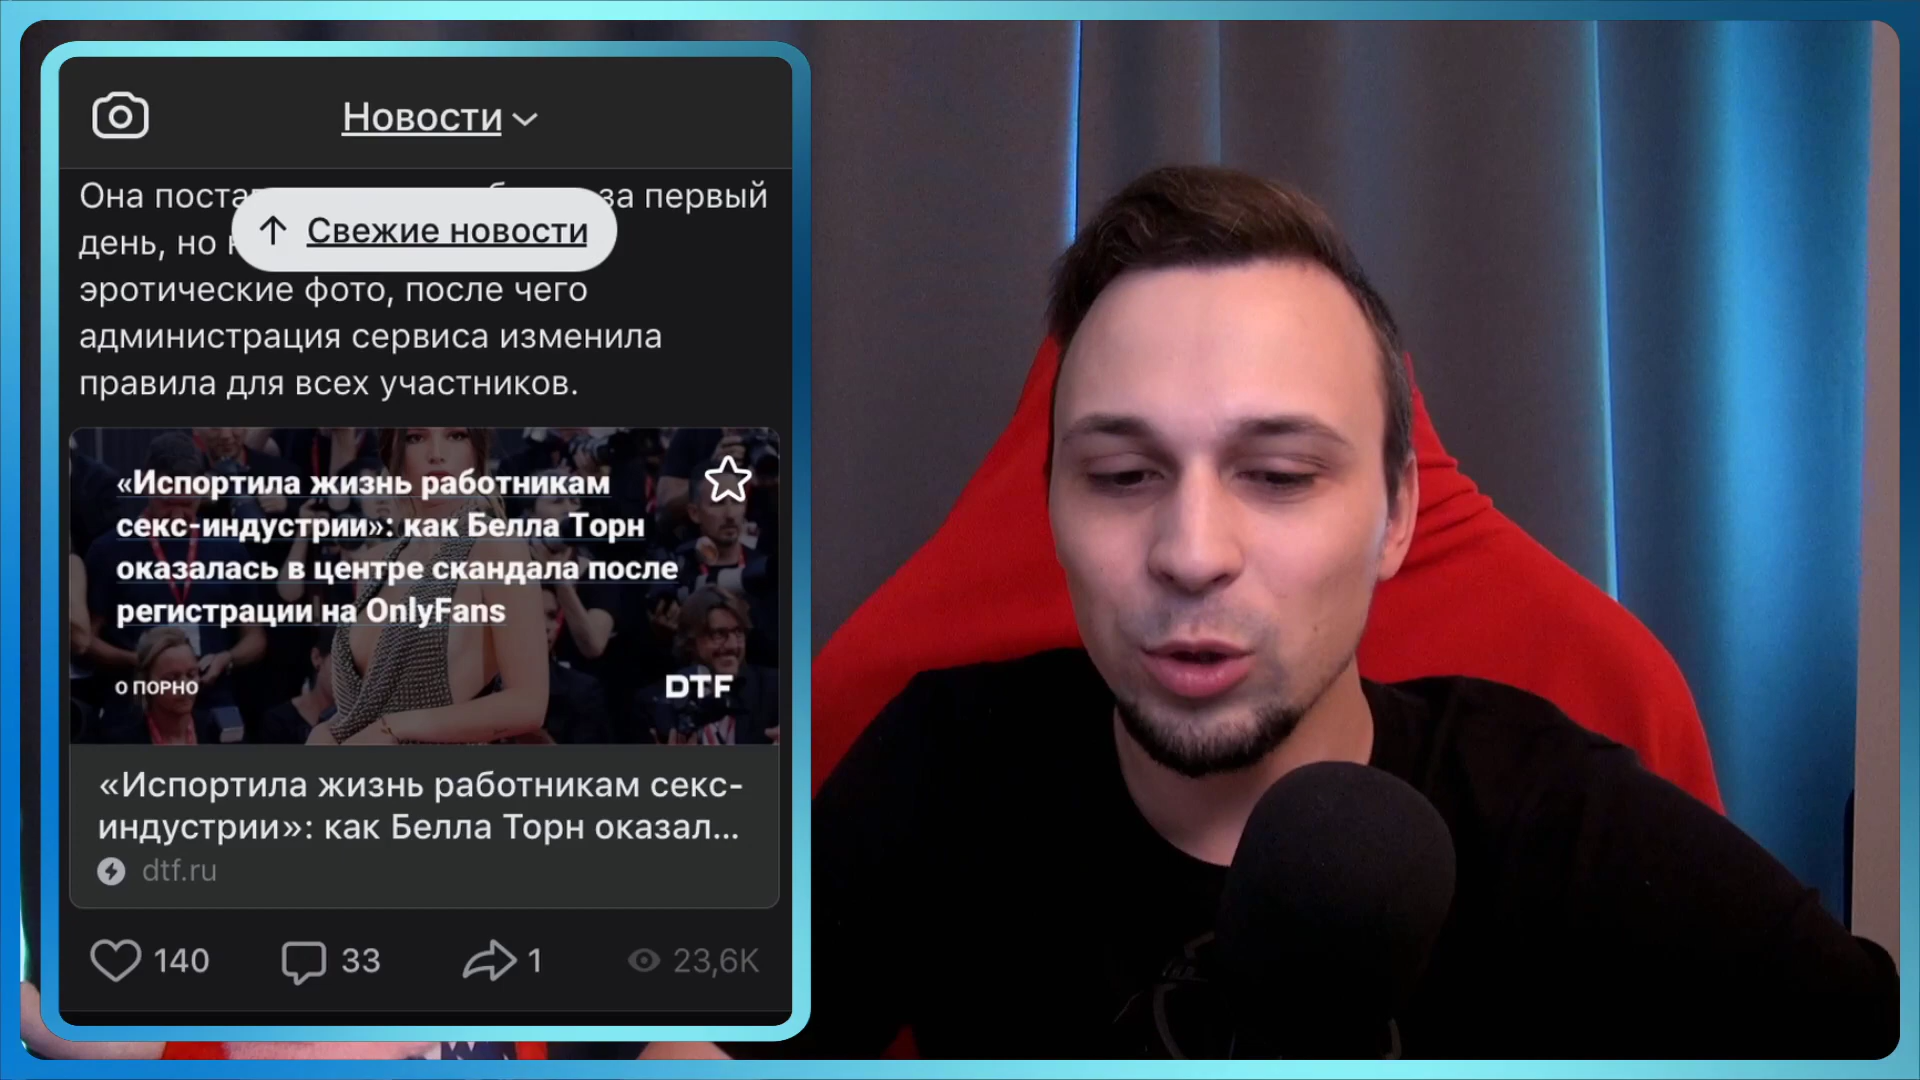 Новости
Она поста за первый
Свежие новости
день, но
эротические фото, после чего
администрация сервиса изменила
правила для всех участников.
«Испортила жизнь работникам
секс-индустрии»: как Белла Торн
оказалась в центре скандала после
регистрации на OnlyFans
О ПОРНО
DTF
«Испортила жизнь работникам секс-
индустрии»: как Белла Торн оказал...
dtf.ru
140 33 1 23,6K